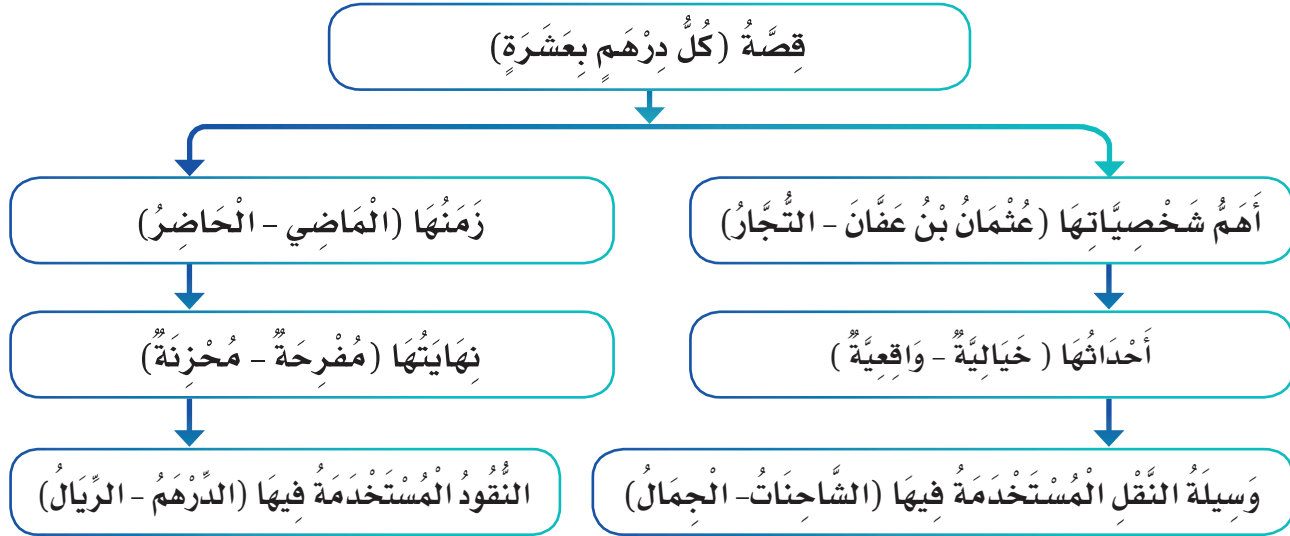 قِصَّةُ (كُلُّ دِرْهَمٍ بِعَشَرَةٍ)
أَهَمُّ شَخْصِيَّاتِهَا (عُثْمَانُ بْنُ عَفَّانَ – التُّجَّارُ)
زَمَنُهَا (الْمَاضِي – الْحَاضِرُ)
أَحْدَاثُهَا ( خَيَالِيَّةٌ – وَاقِعِيَّةٌ )
نِهَايَتُهَا (مُفْرِحَةٌ – مُحْزِنَةٌ)
وَسِيلَةُ النَّقْلِ الْمُسْتَخْدَمَةُ فِيهَا (الشَّاحِنَاتُ– الْجِمَالُ)
النُّقُودُ الْمُسْتَخْدَمَةُ فِيهَا (الدِّرْهَمُ – الرِّيَالُ)